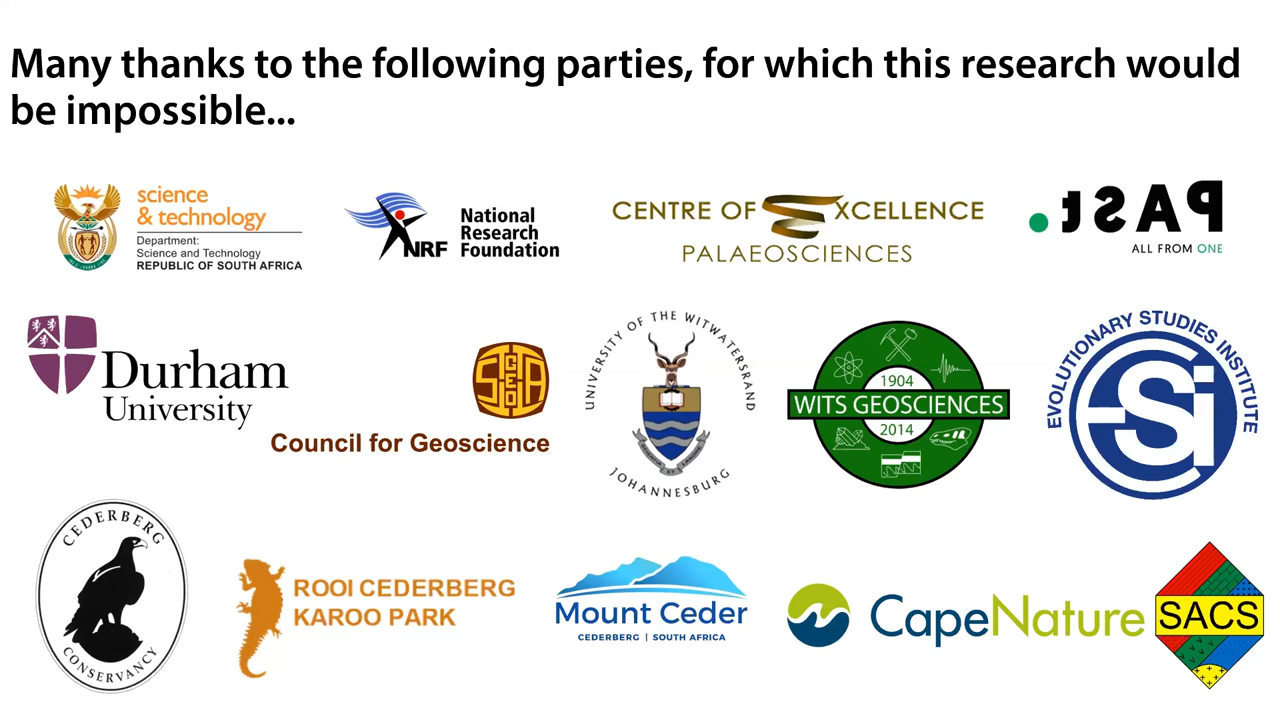 Many thanks to the following parties, for which this research would
be impossible...
science
& technology
Department:
Science and Technology
REPUBLIC OF SOUTH AFRICA
NRF
National
Research
Foundation
CENTRE OF EXCELLENCE
PALAEOSCIENCES
PASt
ALL FROM ONE
Durham
University
GEO
Council for Geoscience
UNIVERSITY OF THE WITWATERSRAND
JOHANNESBURG
1904
WITS GEOSCIENCES
2014
EVOLUTIONARY STUDIES INSTITUTE
ESi
CEDERBERG
CONSERVANCY
ROOI CEDERBERG
KAROO PARK
Mount Ceder
CEDERBERG | SOUTH AFRICA
CapeNature
SACS